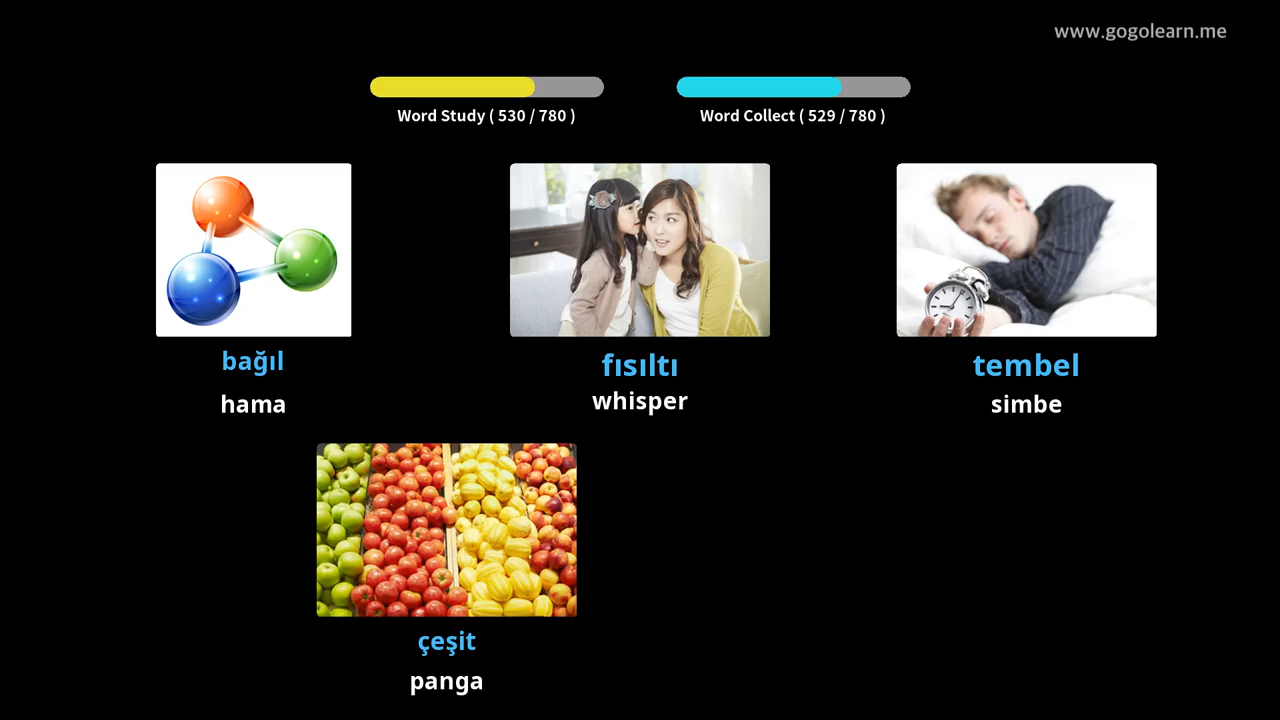 www.gogolearn.me
Word Study ( 530 / 780 )
Word Collect ( 529 / 780 )
bağıl
hama
fısıltı
whisper
tembel
simbe
çeşit
panga